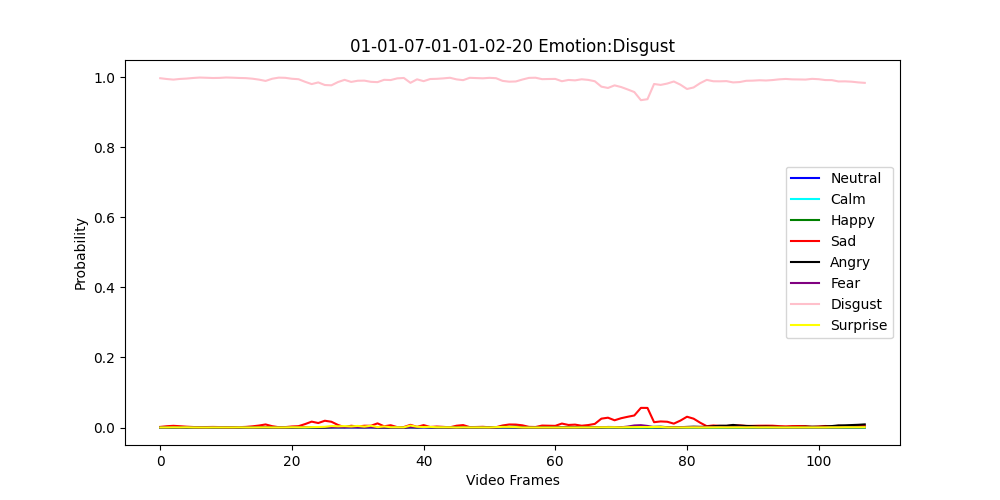 01-01-07-01-01-02-20 Emotion:Disgust
Probability
1.0
0.8
0.6
0.4
0.2
0.0
0
20
40
60
80
100
Video Frames
Neutral
Calm
Happy
Sad
Angry
Fear
Disgust
Surprise